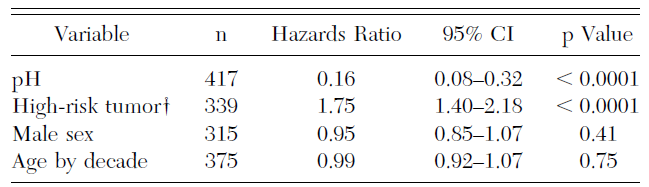 Variable n Hazards Ratio 95% CI p Value
pH 417 0.16 0.08–0.32 < 0.0001
High-risk tumor† 339 1.75 1.40–2.18 < 0.0001
Male sex 315 0.95 0.85–1.07 0.41
Age by decade 375 0.99 0.92–1.07 0.75